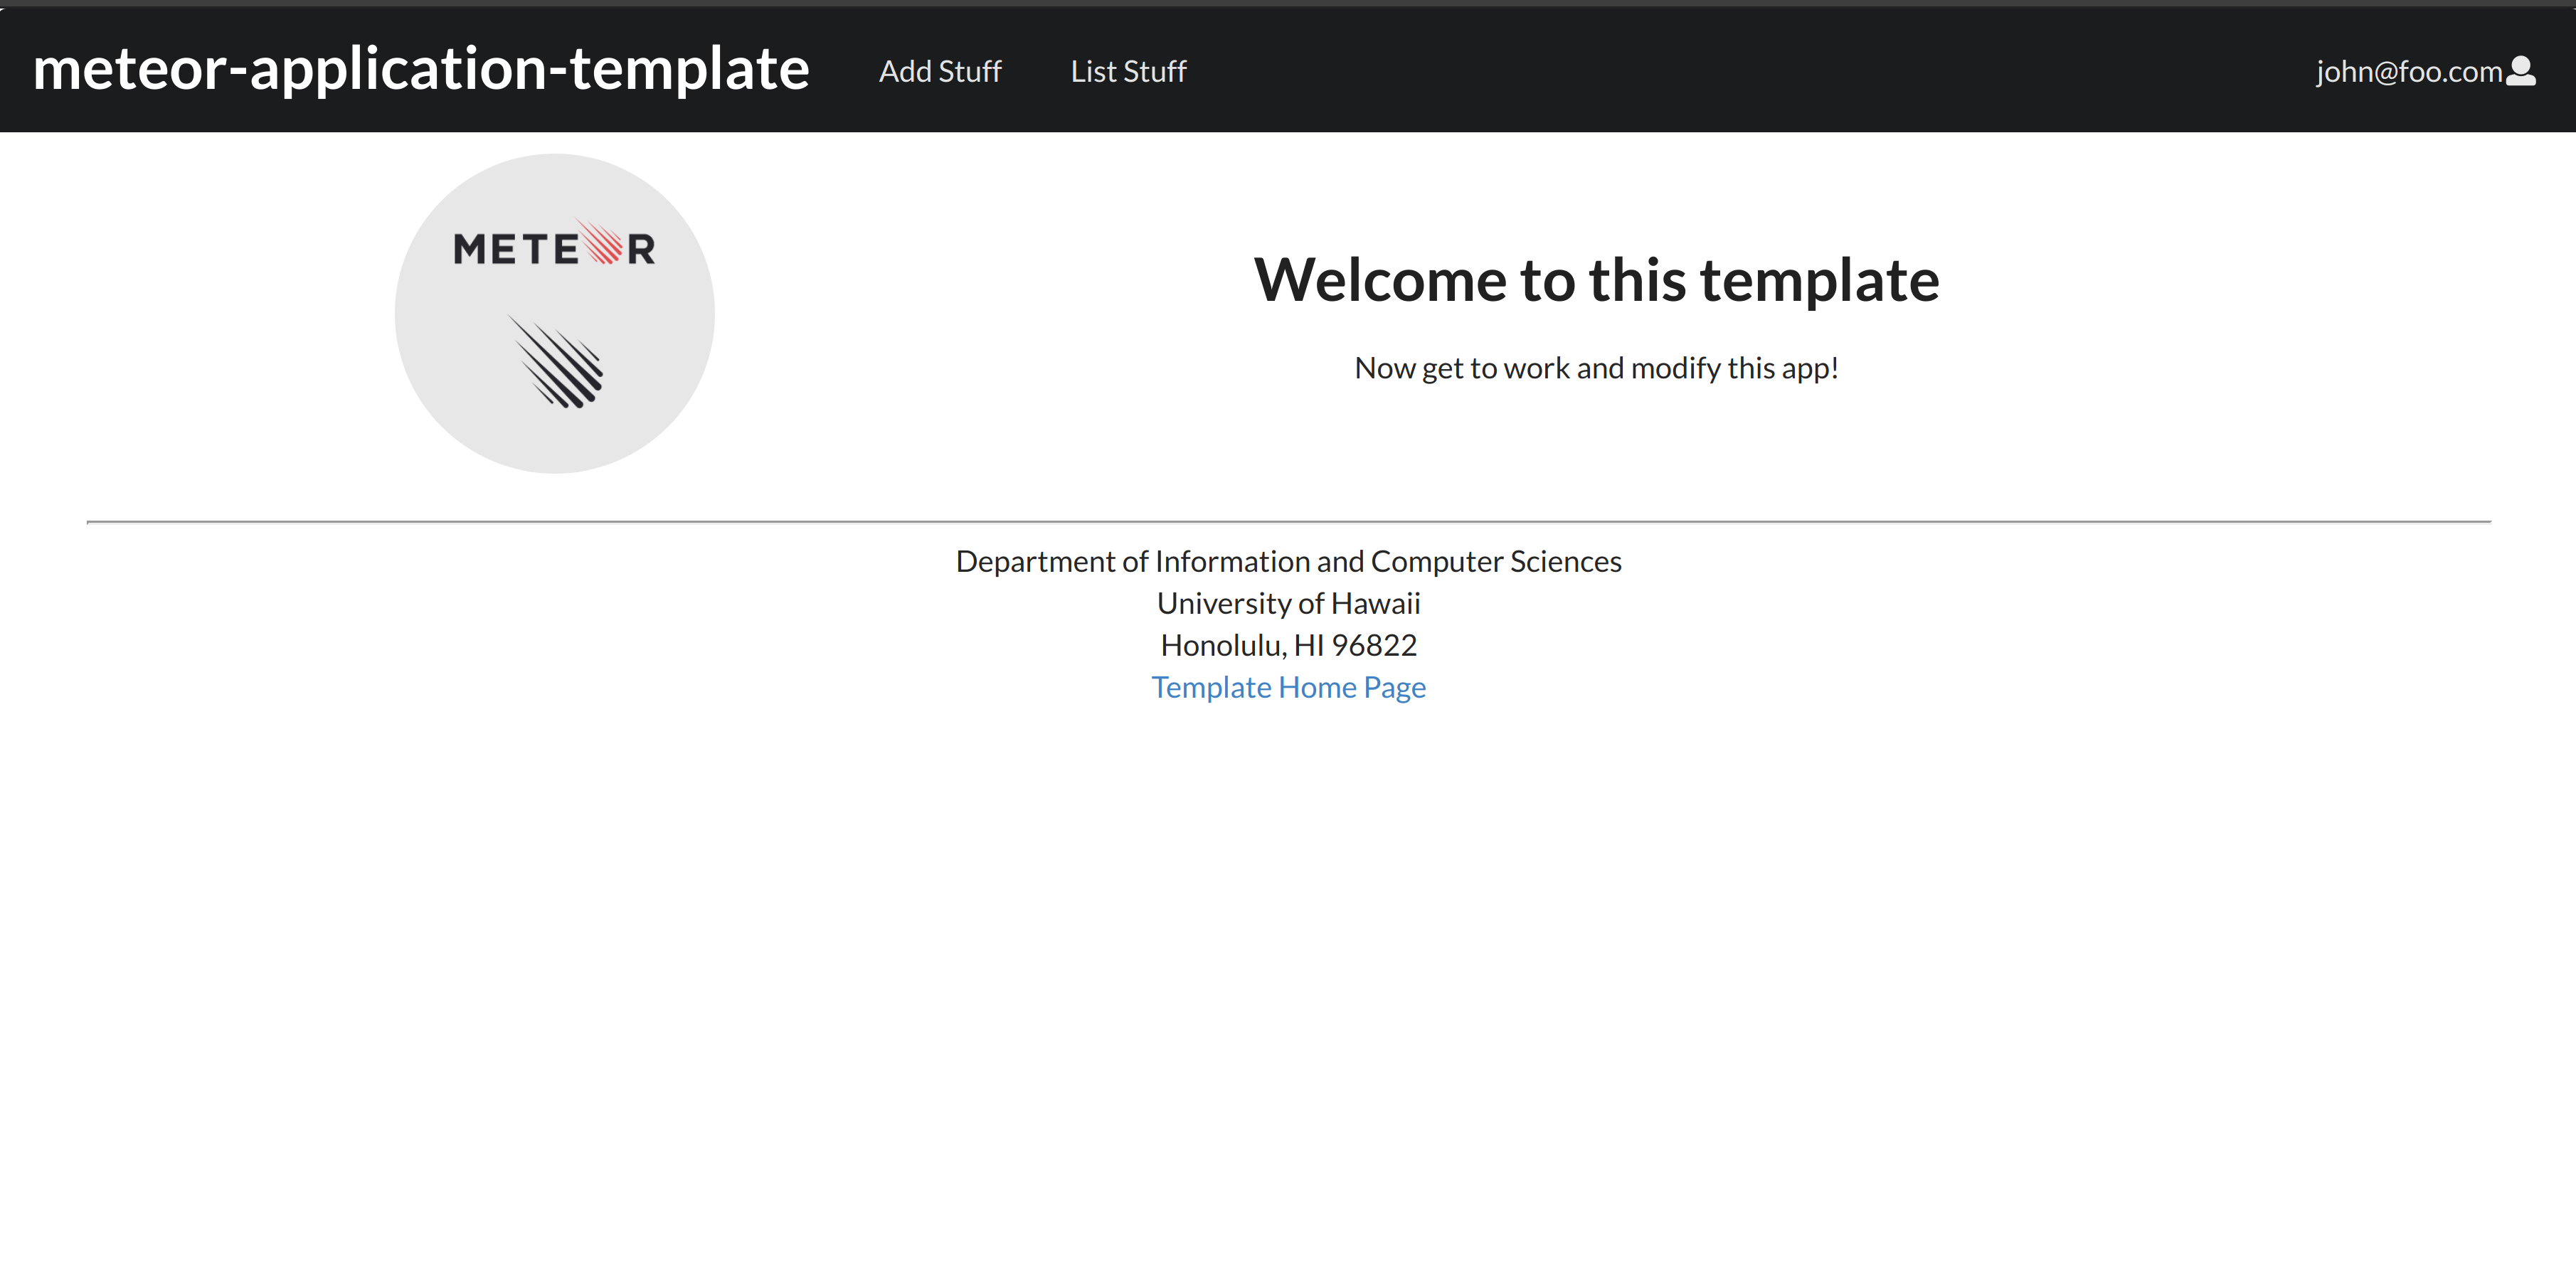 meteor-application-template
Add Stuff
List Stuff
john@foo.com
METEOR
Welcome to this template
Now get to work and modify this app!
Department of Information and Computer Sciences
University of Hawaii
Honolulu, HI 96822
Template Home Page